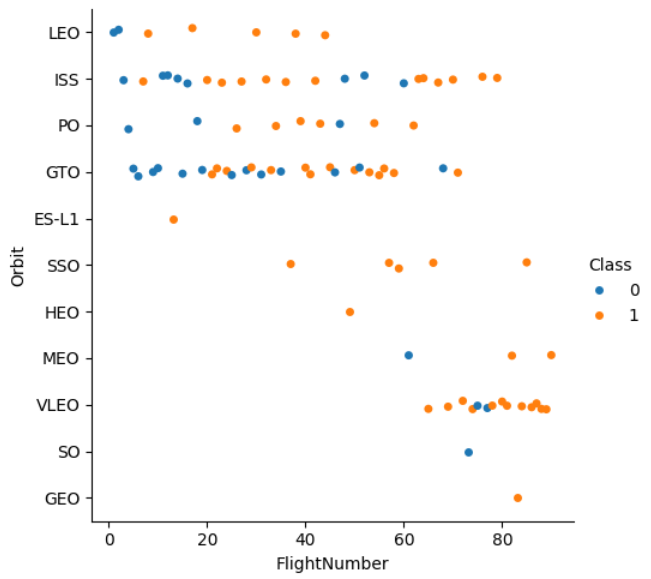 LEO
ISS
PO
GTO
ES-L1
SSO
HEO
MEO
VLEO
SO
GEO
Orbit
0 20 40 60 80
FlightNumber
Class
0
1